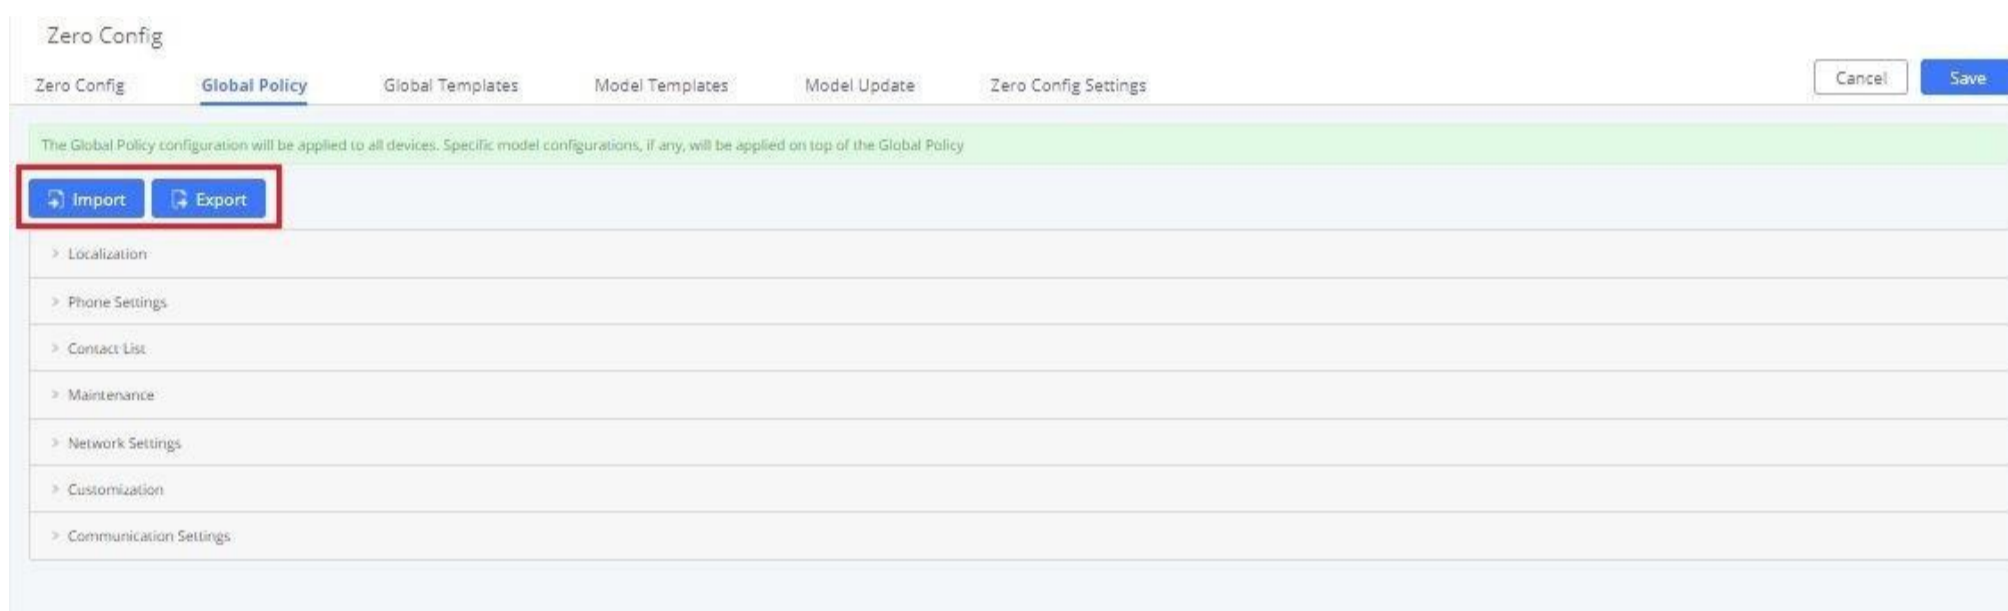 Zero Config
Zero Config Global Policy Global Templates Model Templates Model Update Zero Config Settings Cancel Save
The Global Policy configuration will be applied to all devices. Specific model configurations, if any, will be applied on top of the Global Policy
Import Export
Localization
Phone Settings
Contact List
Maintenance
Network Settings
Customization
Communication Settings